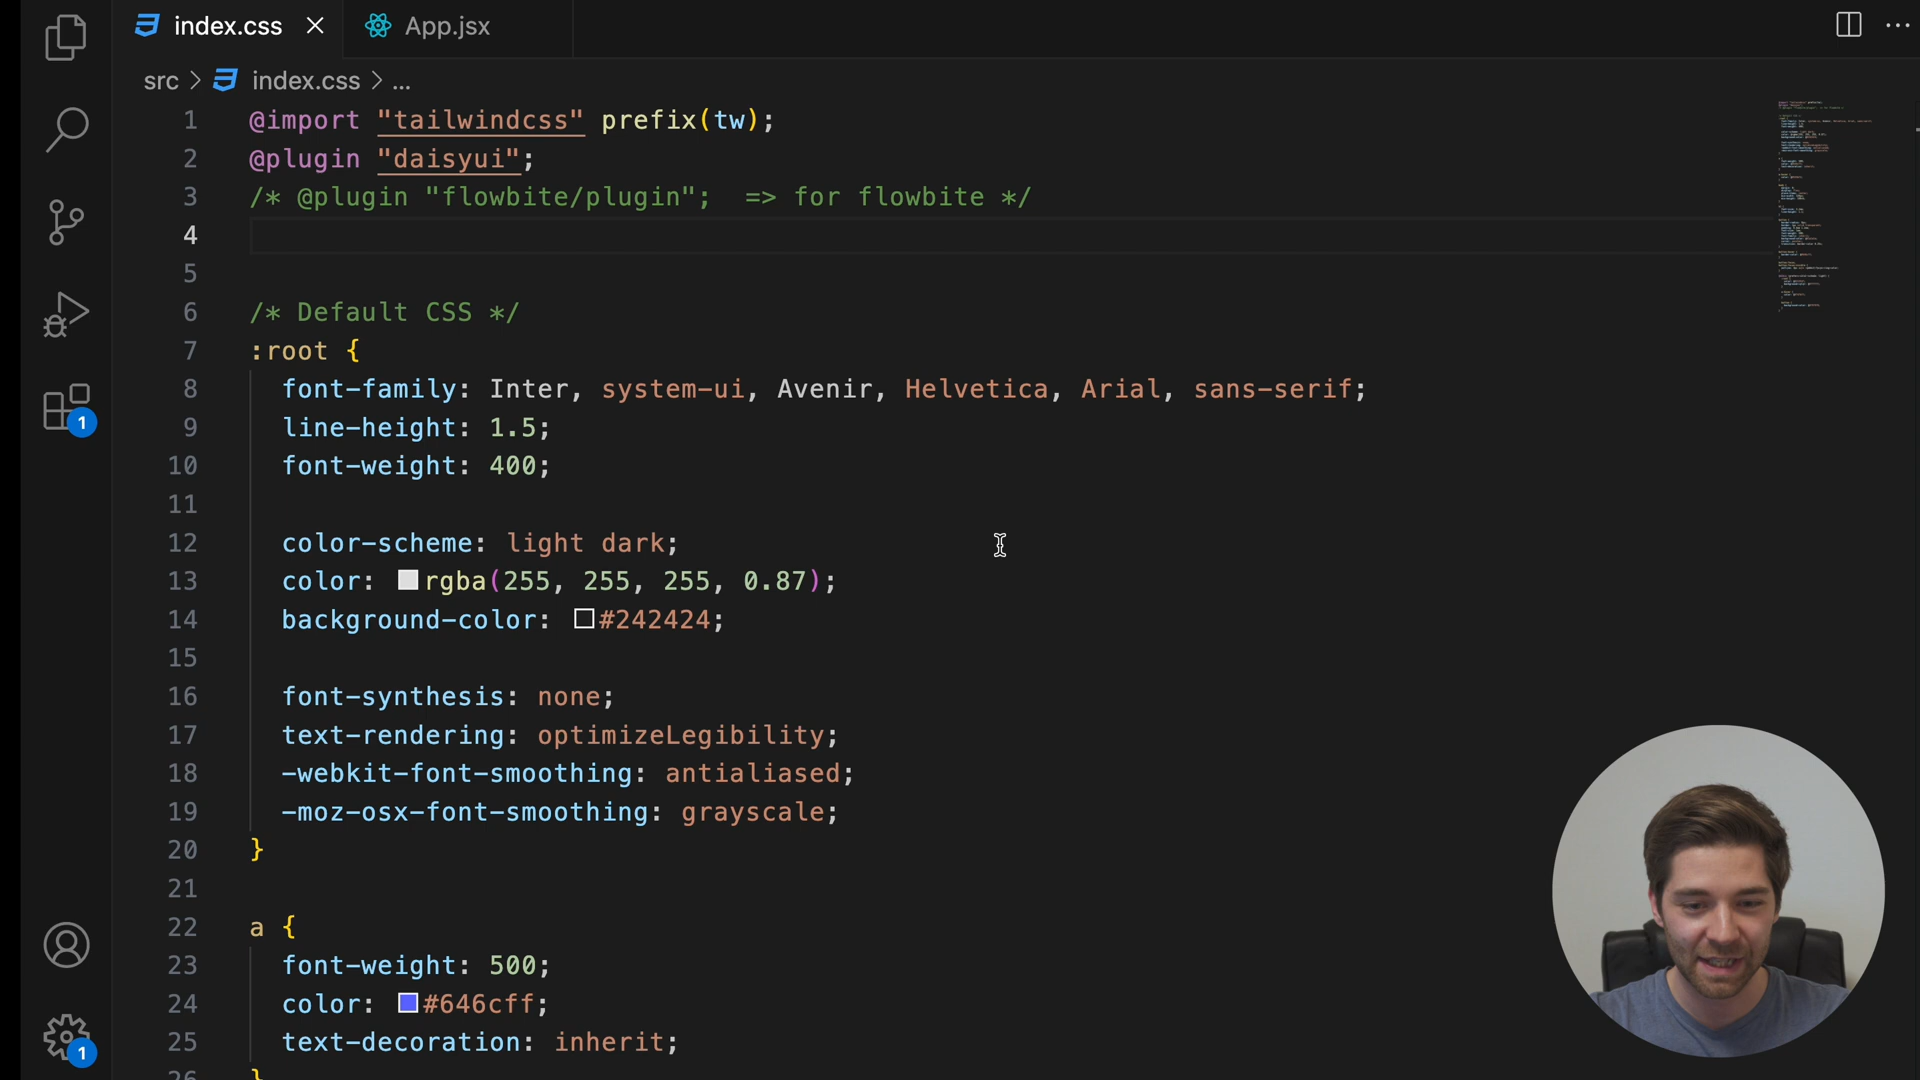 index.css
App.jsx
src > index.css > ...
1 @import "tailwindcss" prefix(tw);
2 @plugin "daisyui";
3 /* @plugin "flowbite/plugin";  => for flowbite */
4
5
6 /* Default CSS */
7 :root {
8   font-family: Inter, system-ui, Avenir, Helvetica, Arial, sans-serif;
9   line-height: 1.5;
10   font-weight: 400;
11
12   color-scheme: light dark;
13   color: rgba(255, 255, 255, 0.87);
14   background-color: #242424;
15
16   font-synthesis: none;
17   text-rendering: optimizeLegibility;
18   -webkit-font-smoothing: antialiased;
19   -moz-osx-font-smoothing: grayscale;
20 }
21
22 a {
23   font-weight: 500;
24   color: #646cff;
25   text-decoration: inherit;
26 }
1
1